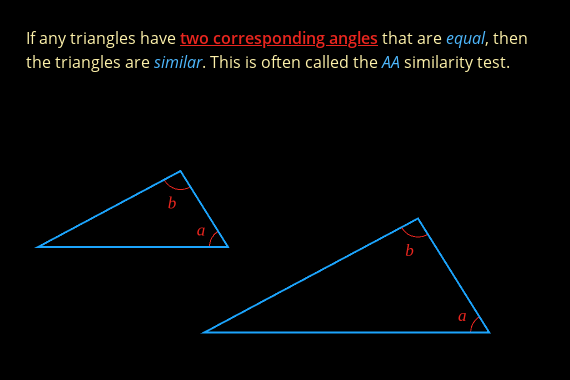 If any triangles have two corresponding angles that are equal, then
the triangles are similar. This is often called the AA similarity test.
b
a
b
a